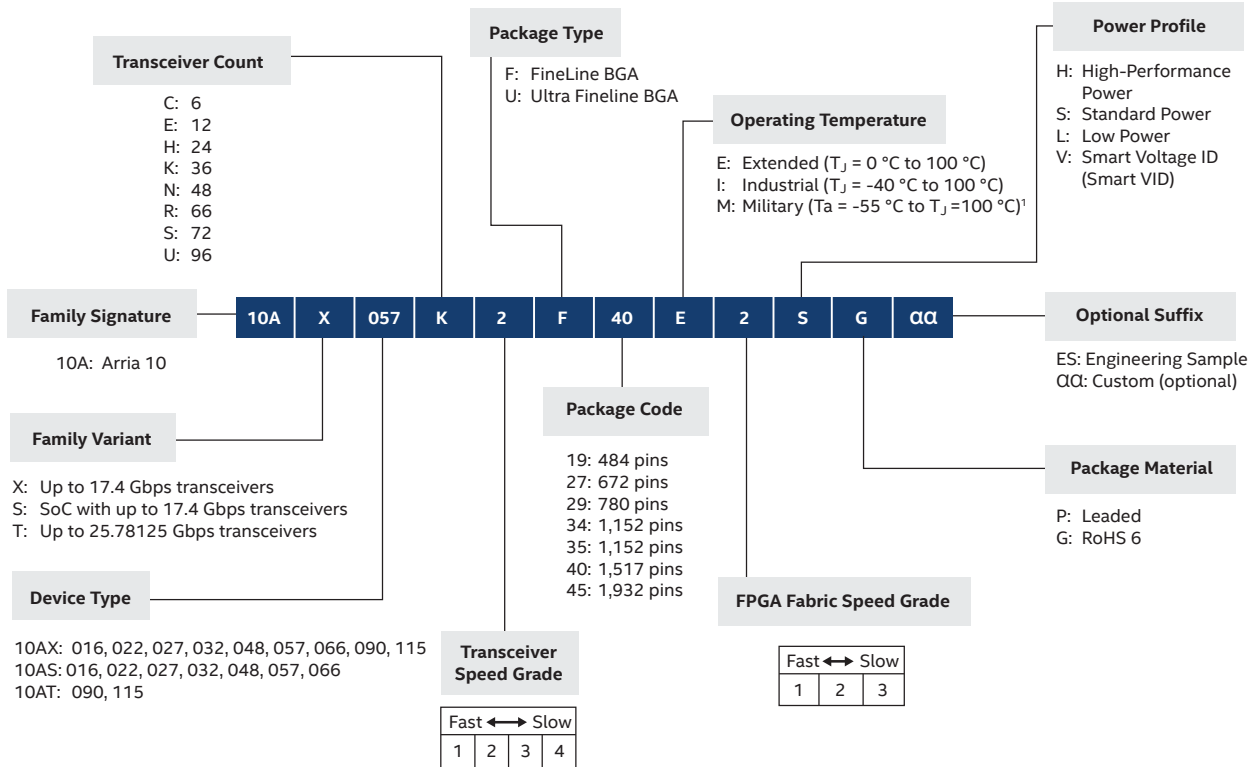 Transceiver Count
C: 6
E: 12
H: 24
K: 36
N: 48
R: 66
S: 72
U: 96
Package Type
F: FineLine BGA
U: Ultra Fineline BGA
Operating Temperature
E: Extended (TJ = 0 °C to 100 °C)
I: Industrial (TJ = -40 °C to 100 °C)
M: Military (Ta = -55 °C to TJ =100 °C)¹
Power Profile
H: High-Performance
Power
S: Standard Power
L: Low Power
V: Smart Voltage ID
(Smart VID)
Family Signature
10A: Arria 10
10A X 057 K 2 F 40 E 2 S G αα
Optional Suffix
ES: Engineering Sample
αα: Custom (optional)
Family Variant
X: Up to 17.4 Gbps transceivers
S: SoC with up to 17.4 Gbps transceivers
T: Up to 25.78125 Gbps transceivers
Package Code
19: 484 pins
27: 672 pins
29: 780 pins
34: 1,152 pins
35: 1,152 pins
40: 1,517 pins
45: 1,932 pins
Package Material
P: Leaded
G: RoHS 6
Device Type
10AX: 016, 022, 027, 032, 048, 057, 066, 090, 115
10AS: 016, 022, 027, 032, 048, 057, 066
10AT: 090, 115
Transceiver
Speed Grade
Fast ↔ Slow
1 2 3 4
FPGA Fabric Speed Grade
Fast ↔ Slow
1 2 3